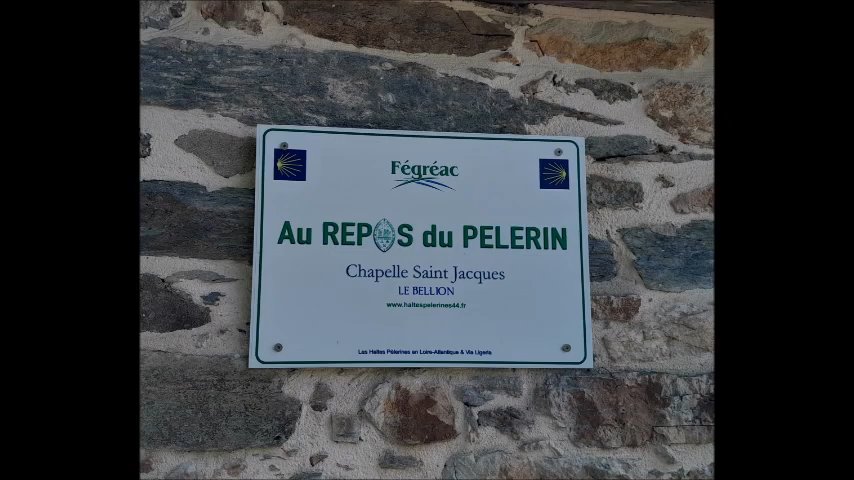 Fégréac
Au REPOS du PELERIN
Chapelle Saint Jacques
LE BELLION
www.haltespelerines44.fr
Les Haltes Pèlerines en Loire-Atlantique & Via Ligeria